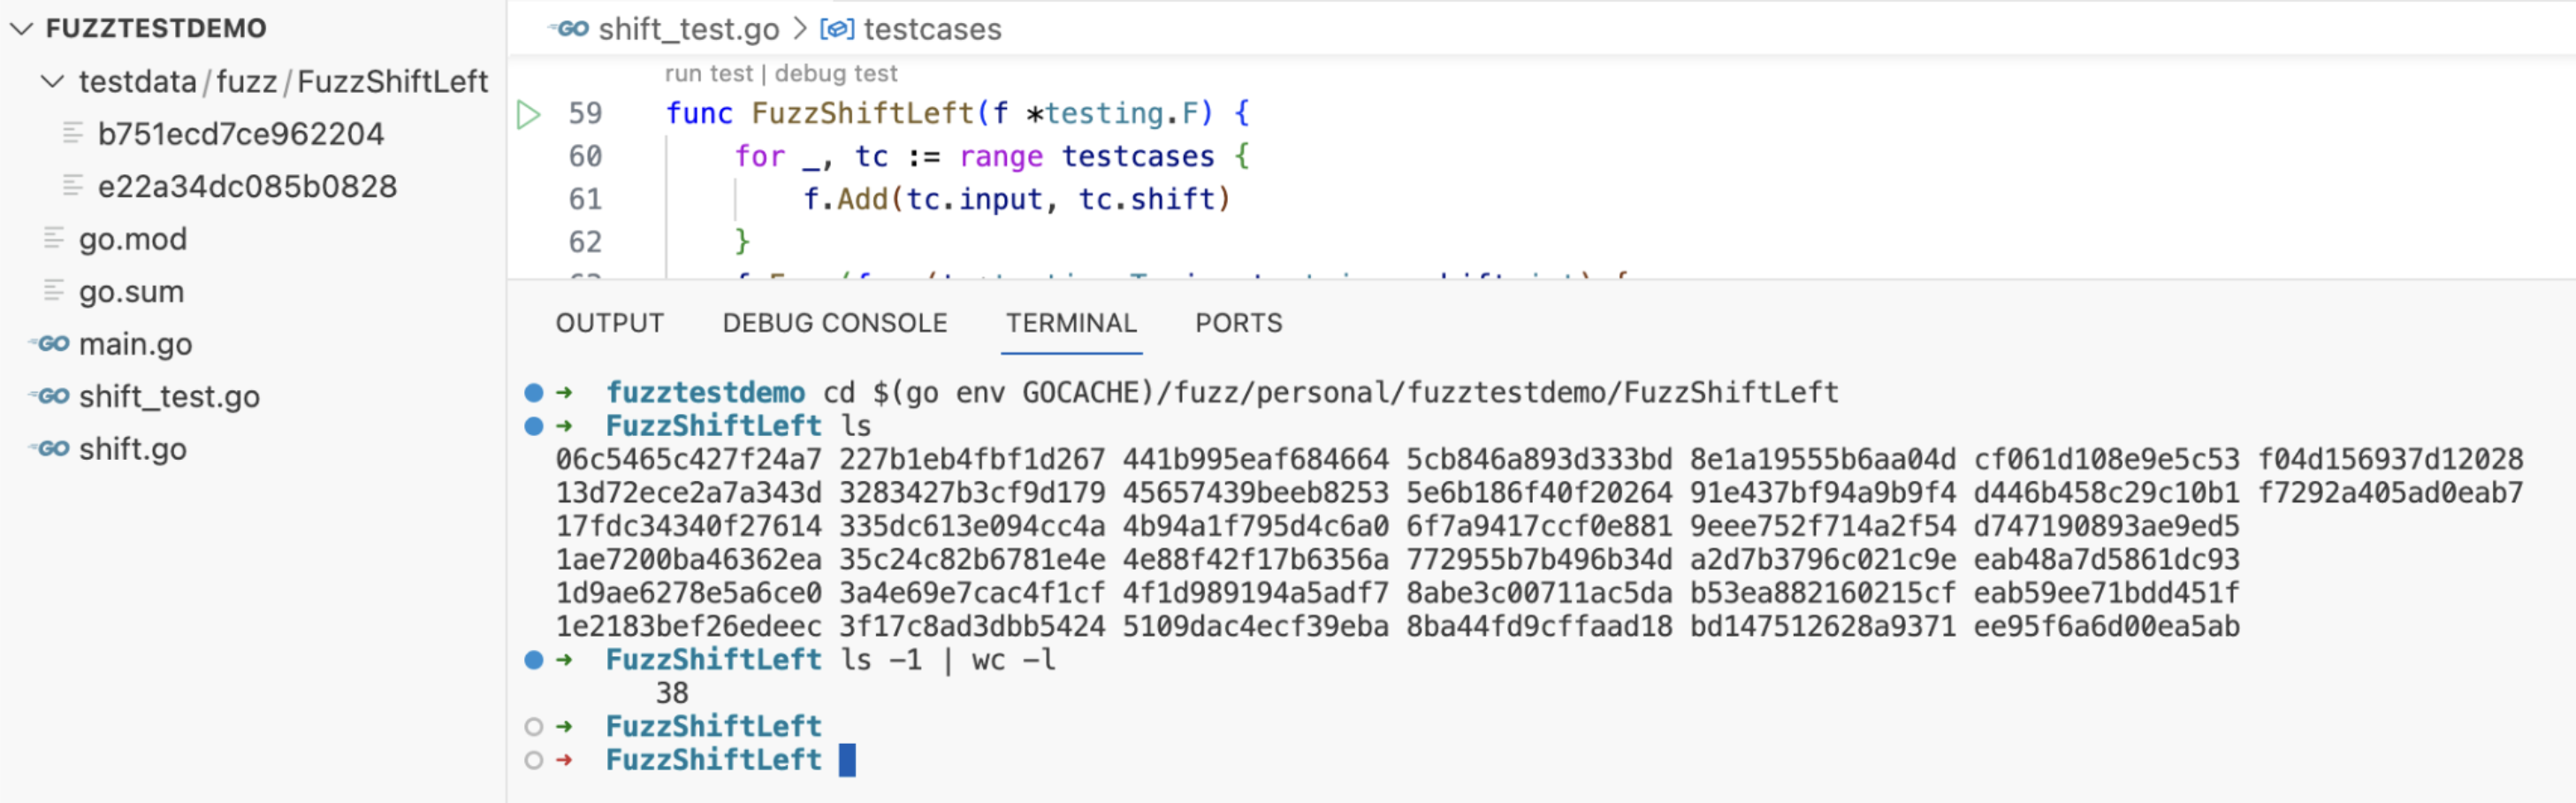 FUZZTESTDEMO
testdata/fuzz/FuzzShiftLeft
b751ecd7ce962204
e22a34dc085b0828
go.mod
go.sum
GO main.go
GO shift_test.go
GO shift.go
GO shift_test.go > testcases
run test | debug test
59 func FuzzShiftLeft(f *testing.F) {
60 for _, tc := range testcases {
61 f.Add(tc.input, tc.shift)
62 }
OUTPUT DEBUG CONSOLE TERMINAL PORTS
➜ fuzztestdemo cd $(go env GOCACHE)/fuzz/personal/fuzztestdemo/FuzzShiftLeft
➜ FuzzShiftLeft ls
06c5465c427f24a7 227b1eb4fbf1d267 441b995eaf684664 5cb846a893d333bd 8e1a19555b6aa04d cf061d108e9e5c53 f04d156937d12028
13d72ece2a7a343d 3283427b3cf9d179 45657439beeb8253 5e6b186f40f20264 91e437bf94a9b9f4 d446b458c29c10b1 f7292a405ad0eab7
17fdc34340f27614 335dc613e094cc4a 4b94a1f795d4c6a0 6f7a9417ccf0e881 9eee752f714a2f54 d747190893ae9ed5
1ae7200ba46362ea 35c24c82b6781e4e 4e88f42f17b6356a 772955b7b496b34d a2d7b3796c021c9e eab48a7d5861dc93
1d9ae6278e5a6ce0 3a4e69e7cac4f1cf 4f1d989194a5adf7 8abe3c00711ac5da b53ea882160215cf eab59ee71bdd451f
1e2183bef26edeec 3f17c8ad3dbb5424 5109dac4ecf39eba 8ba44fd9cffaad18 bd147512628a9371 ee95f6a6d00ea5ab
➜ FuzzShiftLeft ls -1 | wc -l
38
➜ FuzzShiftLeft
➜ FuzzShiftLeft